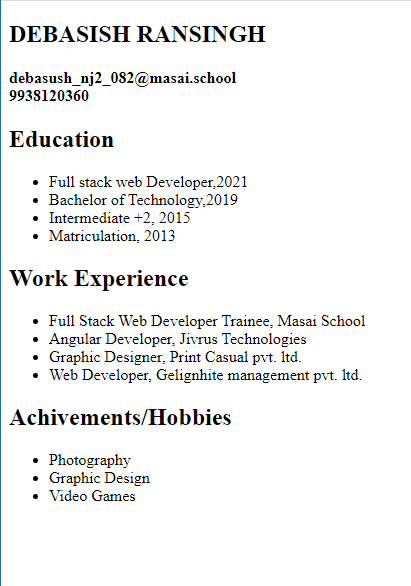 DEBASISH RANSINGH
debasush_nj2_082@masai.school
9938120360
Education
• Full stack web Developer,2021
• Bachelor of Technology,2019
• Intermediate +2, 2015
• Matriculation, 2013
Work Experience
• Full Stack Web Developer Trainee, Masai School
• Angular Developer, Jivrus Technologies
• Graphic Designer, Print Casual pvt. ltd.
• Web Developer, Gelignhite management pvt. ltd.
Achivements/Hobbies
• Photography
• Graphic Design
• Video Games